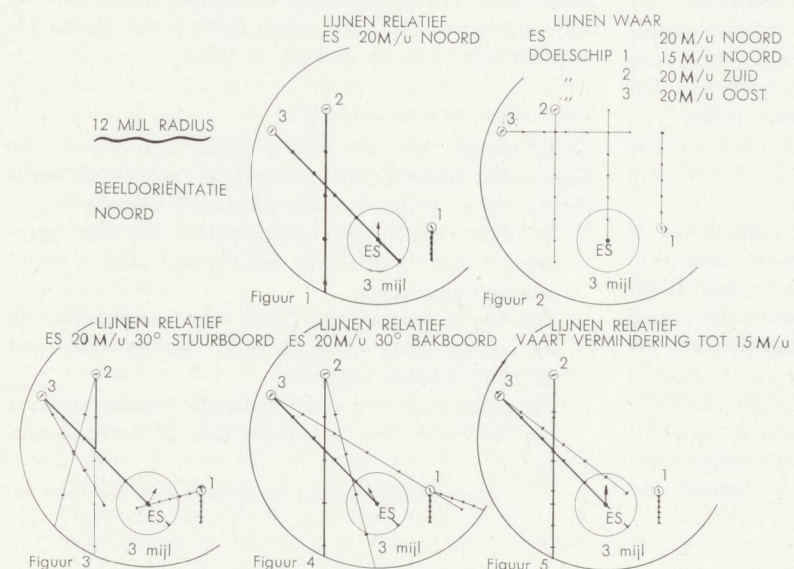 LIJNEN RELATIEF
ES 20M/u NOORD
12 MIJL RADIUS
BEELDORIËNTATIE
NOORD
3
2
1
ES
3 mijl
Figuur 1
LIJNEN WAAR
ES 20 M/u NOORD
DOELSCHIP 1 15 M/u NOORD
,, 2 20 M/u ZUID
,, 3 20 M/u OOST
3
2
1
ES
3 mijl
Figuur 2
LIJNEN RELATIEF
ES 20 M/u 30° STUURBOORD
3
2
1
ES
3 mijl
Figuur 3
LIJNEN RELATIEF
ES 20M/u 30° BAKBOORD
3
2
1
ES
3 mijl
Figuur 4
LIJNEN RELATIEF
VAART VERMINDERING TOT 15 M/u
3
2
1
ES
3 mijl
Figuur 5